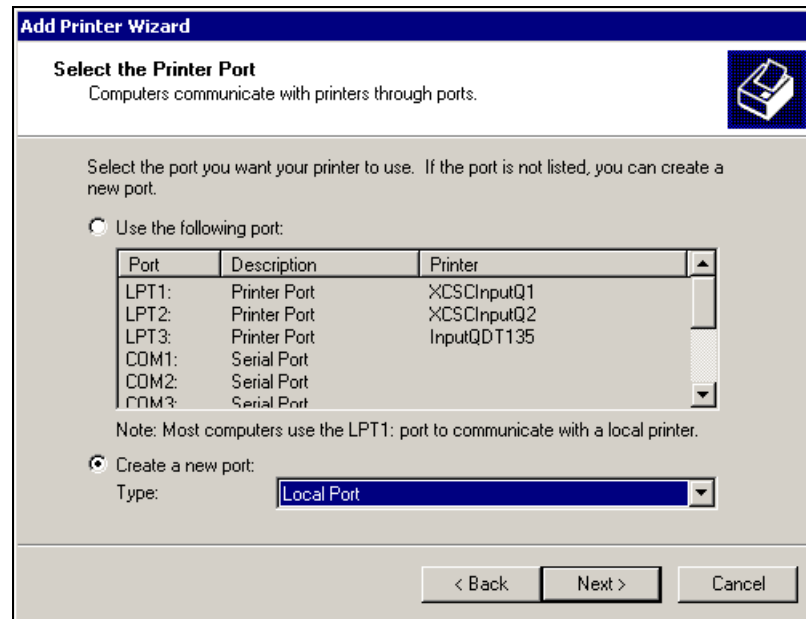 Add Printer Wizard
Select the Printer Port
Computers communicate with printers through ports.
Select the port you want your printer to use. If the port is not listed, you can create a
new port.
Use the following port:
Port Description Printer
LPT1: Printer Port XCSCInputQ1
LPT2: Printer Port XCSCInputQ2
LPT3: Printer Port InputQDT135
COM1: Serial Port
COM2: Serial Port
COM3: Serial Port
Note: Most computers use the LPT1: port to communicate with a local printer.
Create a new port:
Type: Local Port
< Back Next > Cancel